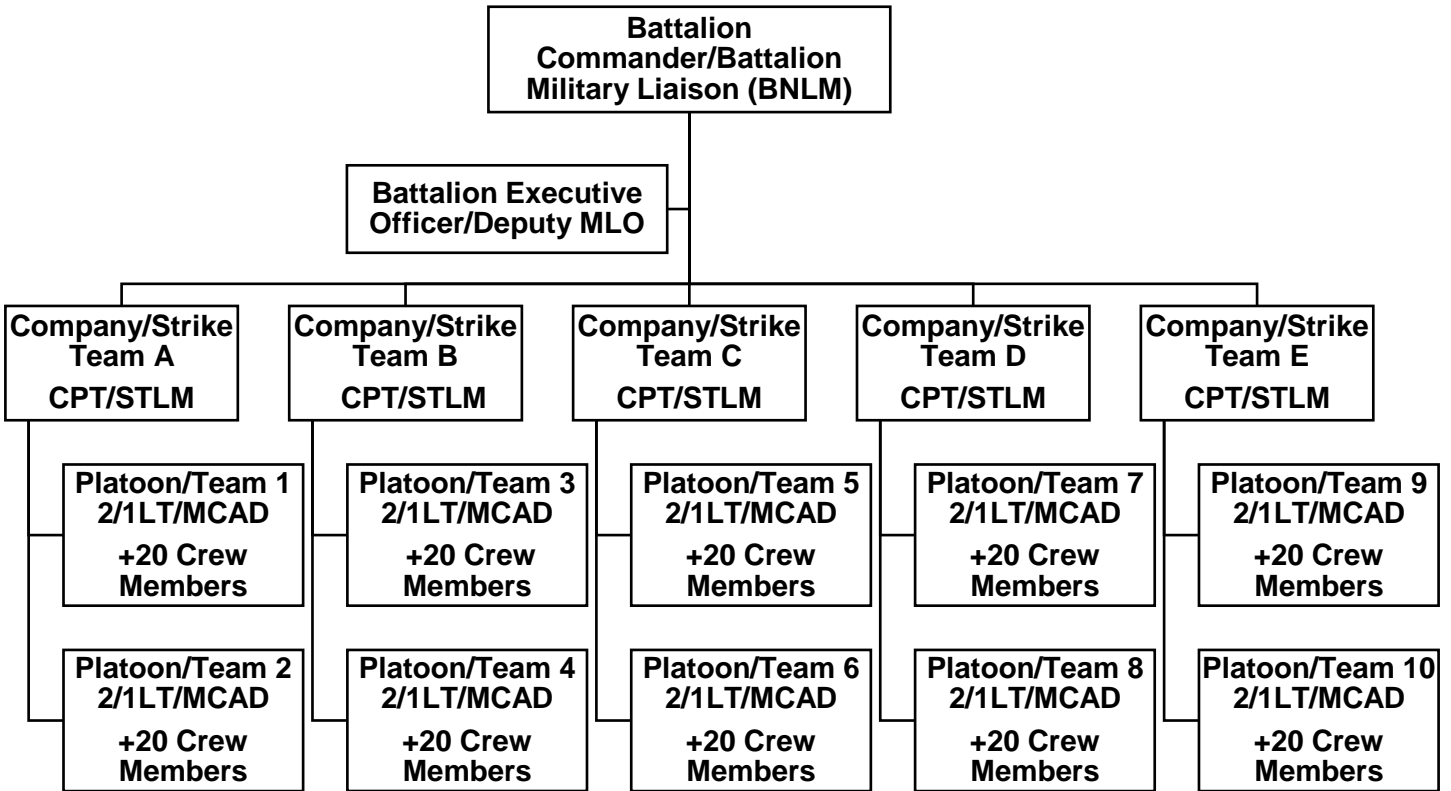 Battalion
Commander/Battalion
Military Liaison (BNLM)
Battalion Executive
Officer/Deputy MLO
Company/Strike
Team A
CPT/STLM
Company/Strike
Team B
CPT/STLM
Company/Strike
Team C
CPT/STLM
Company/Strike
Team D
CPT/STLM
Company/Strike
Team E
CPT/STLM
Platoon/Team 1
2/1LT/MCAD
+20 Crew
Members
Platoon/Team 3
2/1LT/MCAD
+20 Crew
Members
Platoon/Team 5
2/1LT/MCAD
+20 Crew
Members
Platoon/Team 7
2/1LT/MCAD
+20 Crew
Members
Platoon/Team 9
2/1LT/MCAD
+20 Crew
Members
Platoon/Team 2
2/1LT/MCAD
+20 Crew
Members
Platoon/Team 4
2/1LT/MCAD
+20 Crew
Members
Platoon/Team 6
2/1LT/MCAD
+20 Crew
Members
Platoon/Team 8
2/1LT/MCAD
+20 Crew
Members
Platoon/Team 10
2/1LT/MCAD
+20 Crew
Members